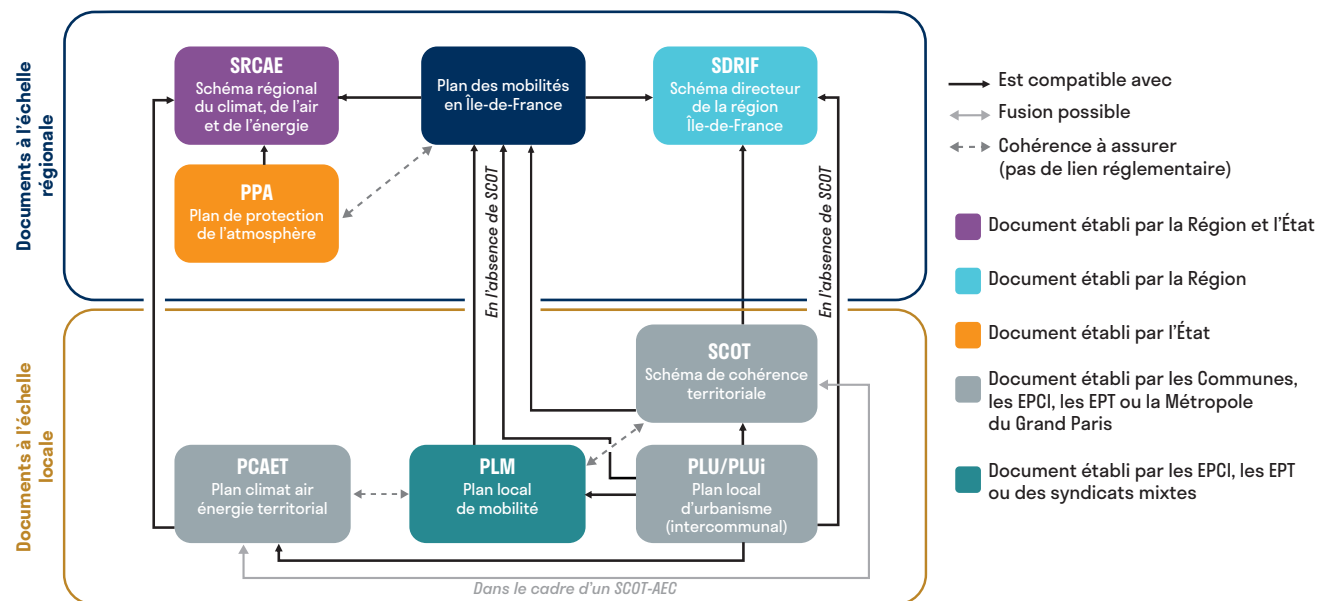 Documents à l'échelle
régionale
SRCAE
Schéma régional
du climat, de l'air
et de l'énergie
Plan des mobilités
en Île-de-France
SDRIF
Schéma directeur
de la région
Île-de-France
PPA
Plan de protection
de l'atmosphère
En l'absence de SCOT
En l'absence de SCOT
Documents à l'échelle
locale
SCOT
Schéma de cohérence
territoriale
PCAET
Plan climat air
énergie territorial
PLM
Plan local
de mobilité
PLU/PLUi
Plan local
d'urbanisme
(intercommunal)
Dans le cadre d'un SCOT-AEC
Est compatible avec
Fusion possible
Cohérence à assurer
(pas de lien réglementaire)
Document établi par la Région et l'État
Document établi par la Région
Document établi par l'État
Document établi par les Communes,
les EPCI, les EPT ou la Métropole
du Grand Paris
Document établi par les EPCI, les EPT
ou des syndicats mixtes